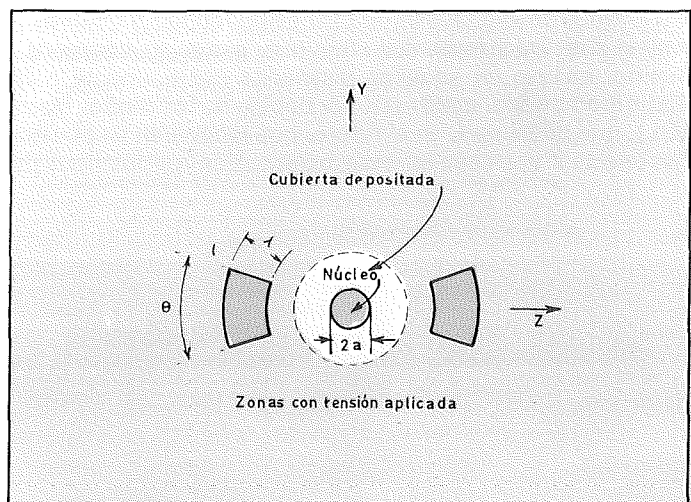 Y
Cubierta depositada
Núcleo
θ
Z
2a
Zonas con tensión aplicada